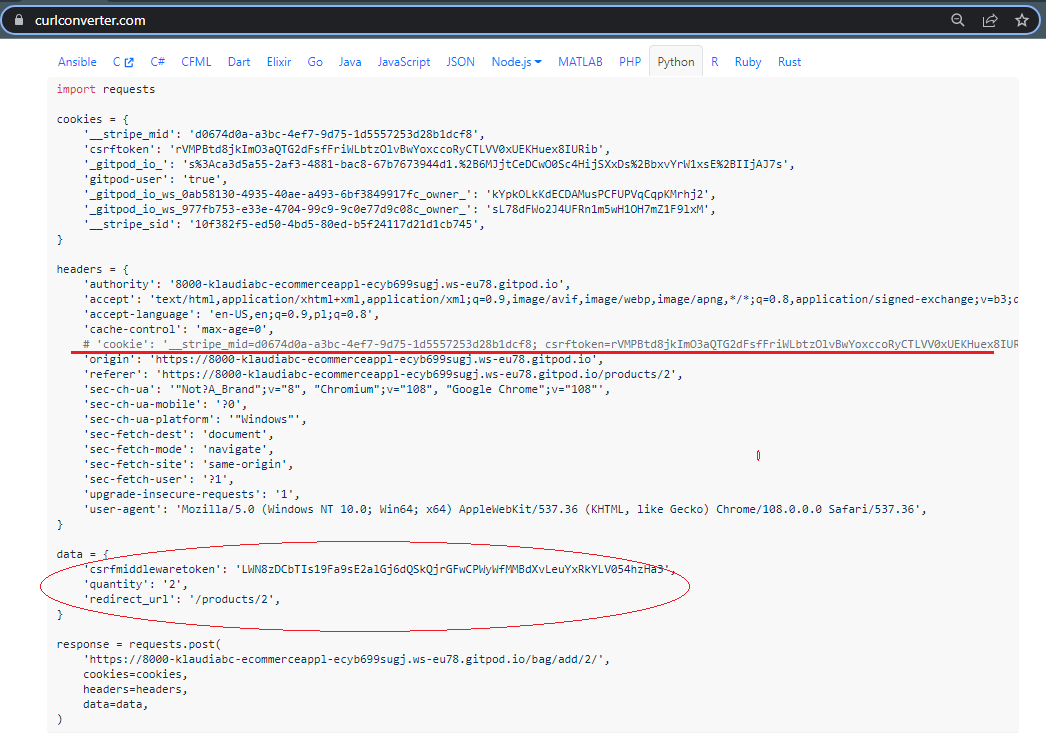 curlconverter.com
Ansible C C# CFML Dart Elixir Go Java JavaScript JSON Node.js MATLAB PHP Python R Ruby Rust
import requests
cookies = {
'__stripe_mid': 'd0674d0a-a3bc-4ef7-9d75-1d5557253d28b1dcf8',
'csrftoken': 'rVMPBtd8jkImO3aQTG2dFsfFriWLbtzOlvBwYoxccoRyCTLVV0xUEKHuex8IURib',
'_gitpod_io_': 's%3Aca3d5a55-2af3-4881-bac8-67b7673944d1.%2B6MJjtCeDCwO0Sc4HijSXxDs%2BbxvYrW1xsE%2BIIjAJ7s',
'gitpod-user': 'true',
'_gitpod_io_ws_0ab58130-4935-40ae-a493-6bf3849917fc_owner_': 'kYpkOLkKdECDAMusPCFUPVqCqpKMrhj2',
'_gitpod_io_ws_977fb753-e33e-4704-99c9-9c0e77d9c08c_owner_': 'sL78dFWo2J4UFRn1m5wH1OH7mZ1F9lxM',
'__stripe_sid': '10f382f5-ed50-4bd5-80ed-b5f24117d21d1cb745',
}
headers = {
'authority': '8000-klaudiabc-ecommerceappl-ecyb699sugj.ws-eu78.gitpod.io',
'accept': 'text/html,application/xhtml+xml,application/xml;q=0.9,image/avif,image/webp,image/apng,*/*;q=0.8,application/signed-exchange;v=b3;q
'accept-language': 'en-US,en;q=0.9,pl;q=0.8',
'cache-control': 'max-age=0',
# 'cookie': '__stripe_mid=d0674d0a-a3bc-4ef7-9d75-1d5557253d28b1dcf8; csrftoken=rVMPBtd8jkImO3aQTG2dFsfFriWLbtzOlvBwYoxccoRyCTLVV0xUEKHuex8IUR
'origin': 'https://8000-klaudiabc-ecommerceappl-ecyb699sugj.ws-eu78.gitpod.io',
'referer': 'https://8000-klaudiabc-ecommerceappl-ecyb699sugj.ws-eu78.gitpod.io/products/2',
'sec-ch-ua': '"Not?A_Brand";v="8", "Chromium";v="108", "Google Chrome";v="108"',
'sec-ch-ua-mobile': '?0',
'sec-ch-ua-platform': '"Windows"',
'sec-fetch-dest': 'document',
'sec-fetch-mode': 'navigate',
'sec-fetch-site': 'same-origin',
'sec-fetch-user': '?1',
'upgrade-insecure-requests': '1',
'user-agent': 'Mozilla/5.0 (Windows NT 10.0; Win64; x64) AppleWebKit/537.36 (KHTML, like Gecko) Chrome/108.0.0.0 Safari/537.36',
}
data = {
'csrfmiddlewaretoken': 'LWN8zDCbTIs19Fa9sE2alGj6dQSkQjrGFwCPWyWfMMBdXvLeuYxRkYLV054hzHa3',
'quantity': '2',
'redirect_url': '/products/2',
}
response = requests.post(
'https://8000-klaudiabc-ecommerceappl-ecyb699sugj.ws-eu78.gitpod.io/bag/add/2/',
cookies=cookies,
headers=headers,
data=data,
)